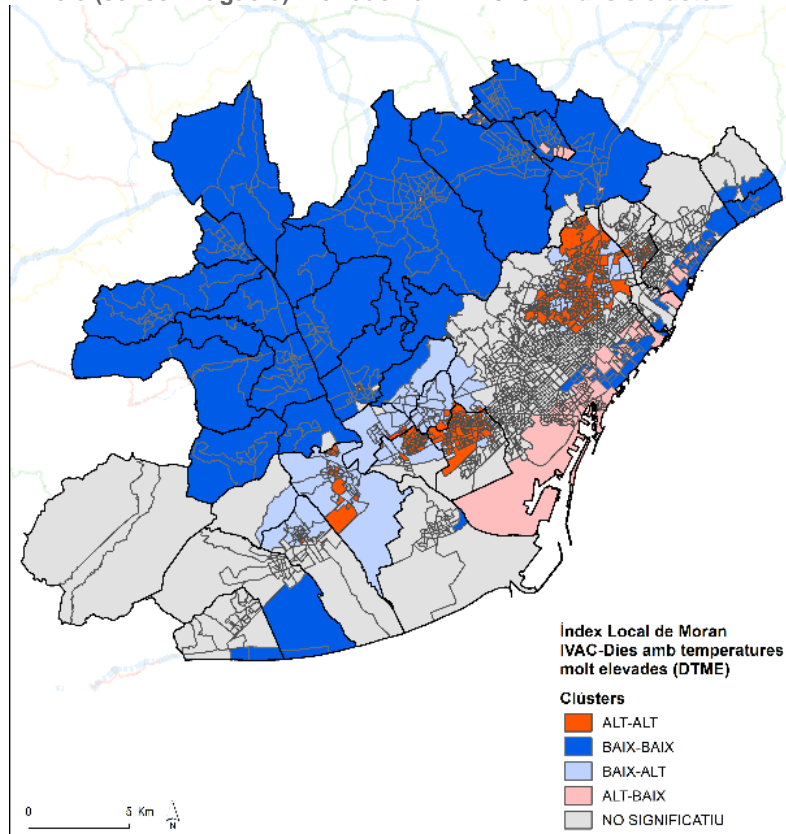 Índex Local de Moran
IVAC-Dies amb temperatures
molt elevades (DTME)
Clústers
ALT-ALT
BAIX-BAIX
BAIX-ALT
ALT-BAIX
NO SIGNIFICATIU
0 5 Km
N